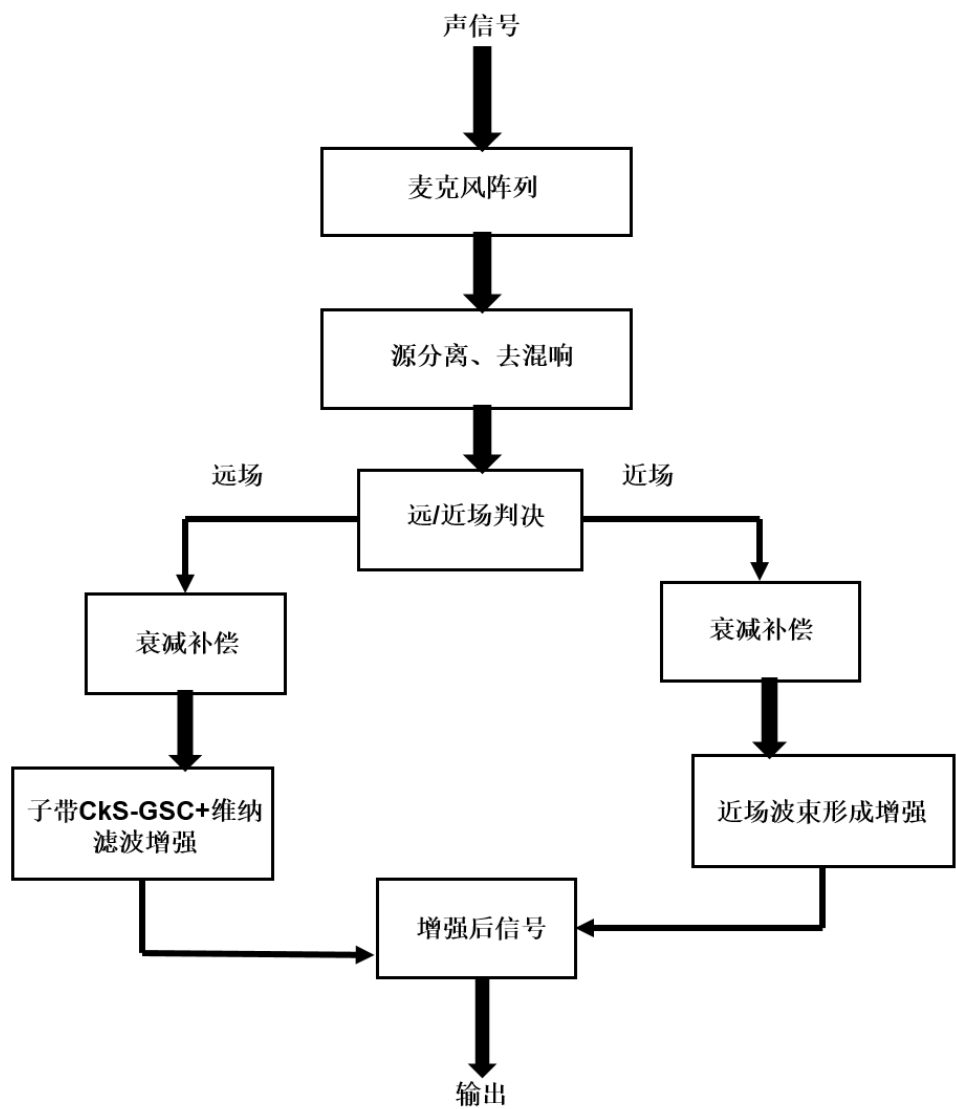 声信号
麦克风阵列
源分离、去混响
远场
近场
远/近场判决
衰减补偿
衰减补偿
子带CkS-GSC+维纳
滤波增强
近场波束形成增强
增强后信号
输出